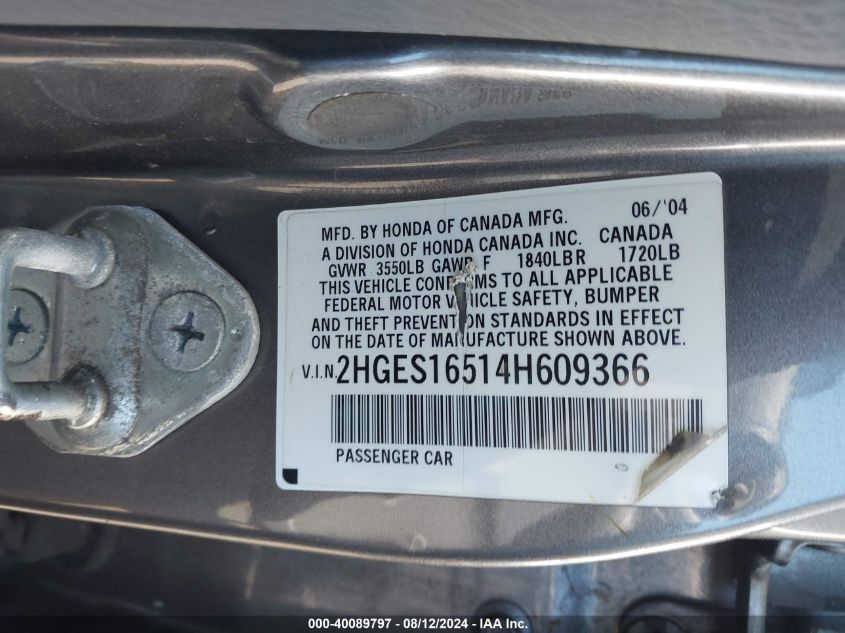 MFD. BY HONDA OF CANADA MFG. 06/'04
A DIVISION OF HONDA CANADA INC. CANADA
GVWR 3550LB GAWR F 1840LB R 1720LB
THIS VEHICLE CONFORMS TO ALL APPLICABLE
FEDERAL MOTOR VEHICLE SAFETY, BUMPER
AND THEFT PREVENTION STANDARDS IN EFFECT
ON THE DATE OF MANUFACTURE SHOWN ABOVE.
V.I.N. 2HGES16514H609366
PASSENGER CAR
000-40089797 - 08/12/2024 - IAA Inc.